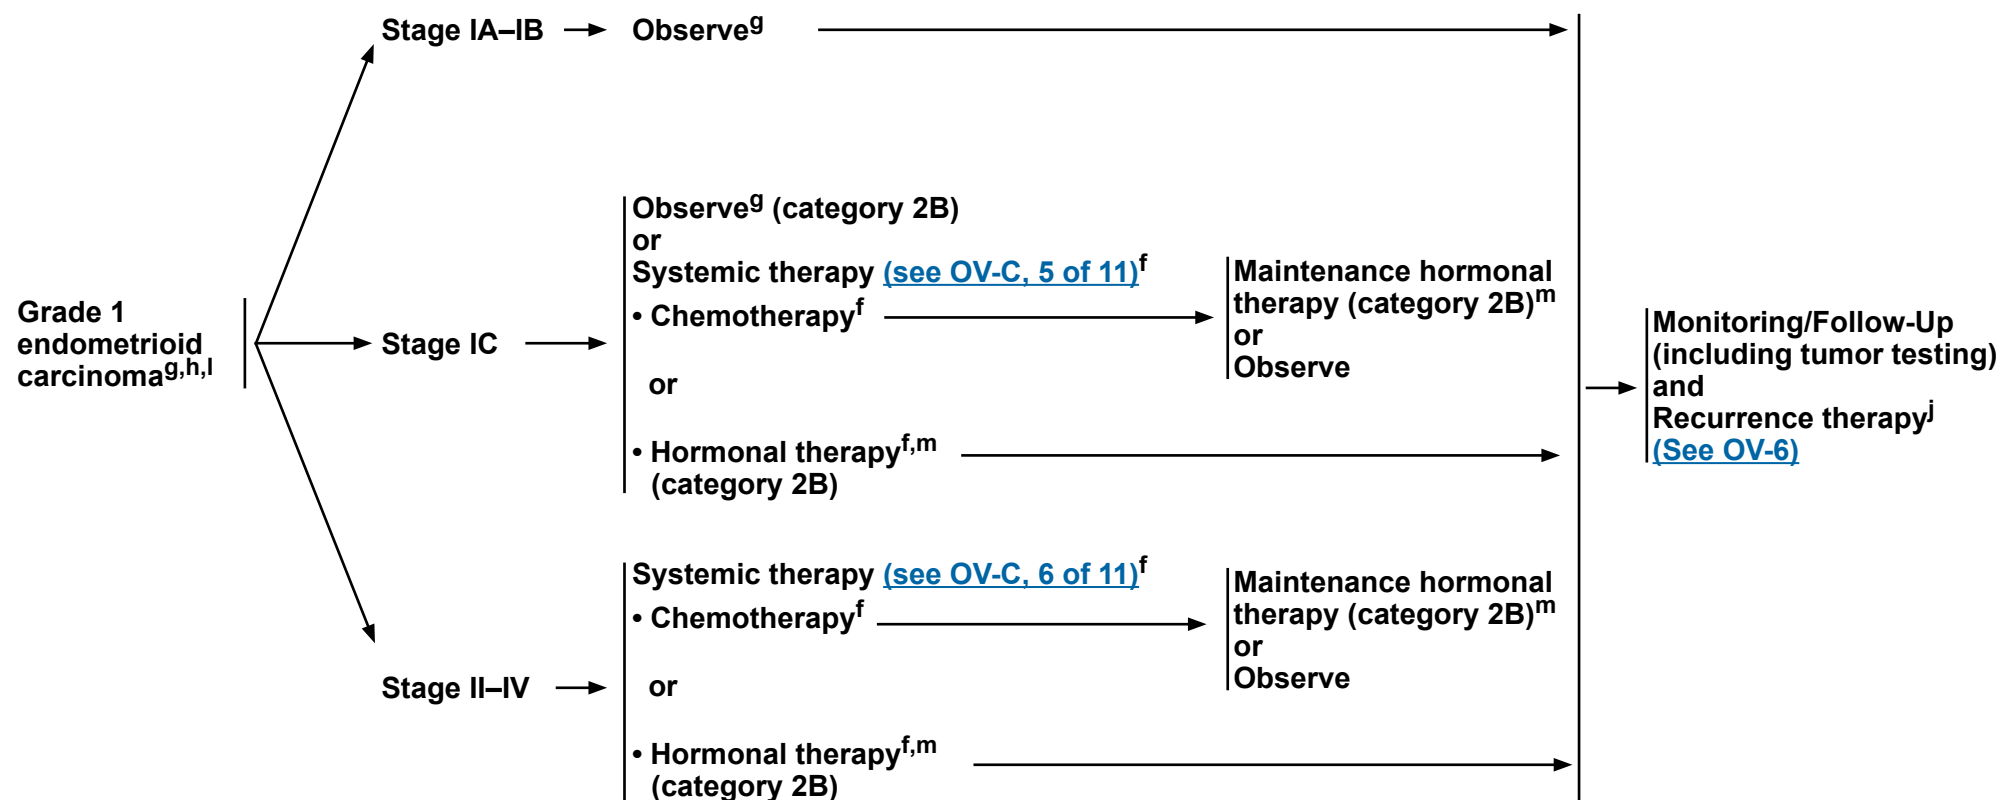 Stage IA–IB
Observeg
Grade 1
endometrioid
carcinomag,h,l
Stage IC
Observeg (category 2B)
or
Systemic therapy (see OV-C, 5 of 11)f
• Chemotherapyf
or
• Hormonal therapyf,m
(category 2B)
Maintenance hormonal
therapy (category 2B)m
or
Observe
Stage II–IV
Systemic therapy (see OV-C, 6 of 11)f
• Chemotherapyf
or
• Hormonal therapyf,m
(category 2B)
Maintenance hormonal
therapy (category 2B)m
or
Observe
Monitoring/Follow-Up
(including tumor testing)
and
Recurrence therapyj
(See OV-6)